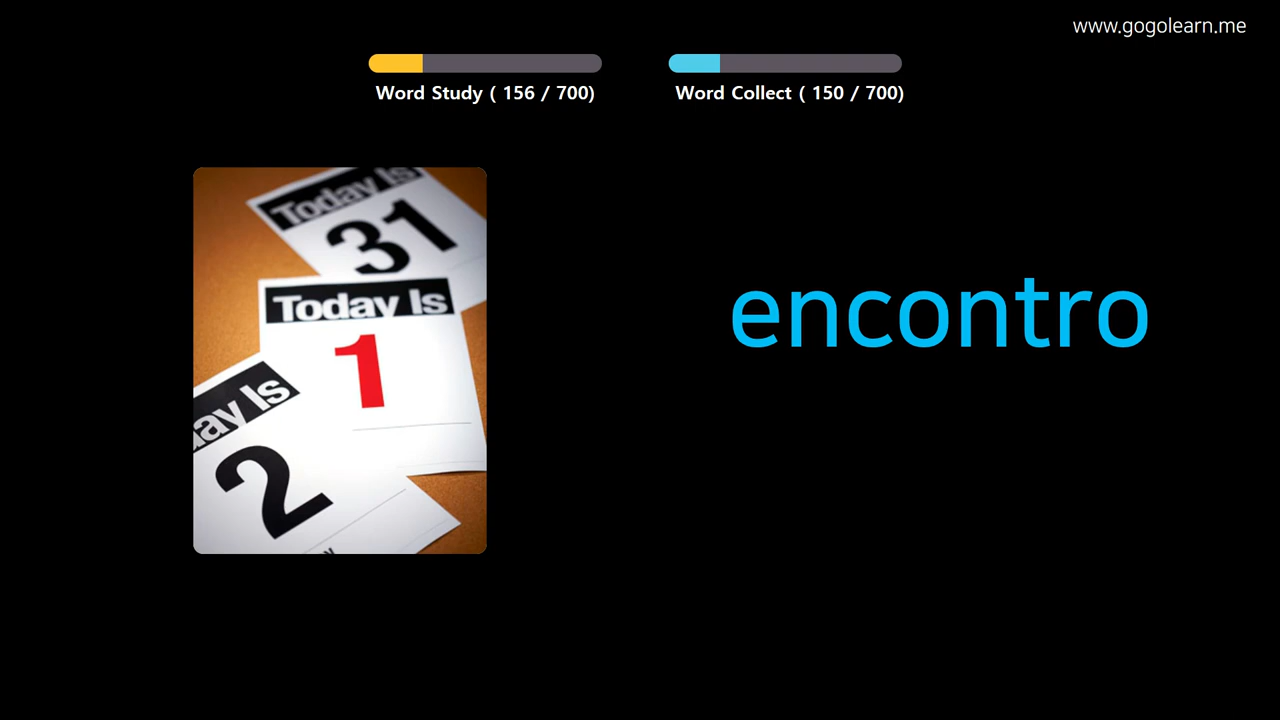 www.gogolearn.me
Word Study ( 156 / 700)
Word Collect ( 150 / 700)
Today Is
31
Today Is
1
ay Is
2
encontro